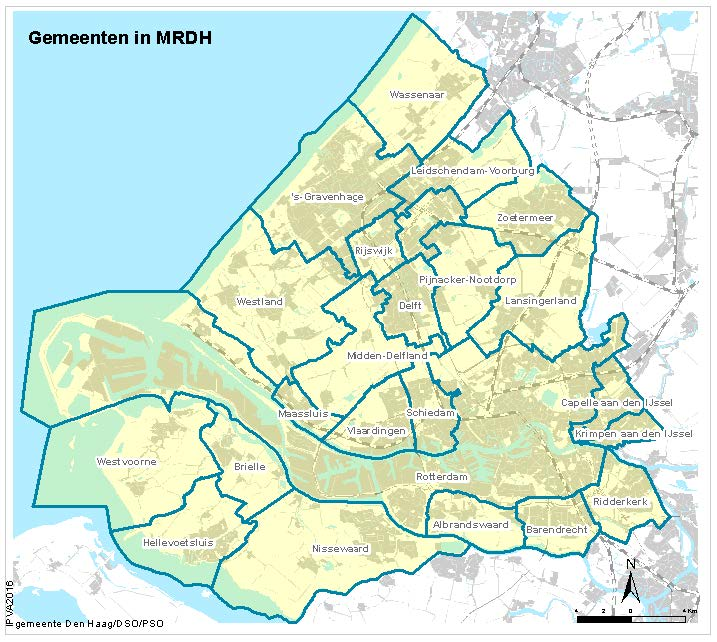 Gemeenten in MRDH
Wassenaar
Leidschendam-Voorburg
's-Gravenhage
Zoetermeer
Rijswijk
Pijnacker-Nootdorp
Westland
Delft
Lansingerland
Midden-Delfland
Capelle aan den IJssel
Maassluis
Schiedam
Vlaardingen
Krimpen aan den IJssel
Westvoorne
Brielle
Rotterdam
Ridderkerk
Albrandswaard
Barendrecht
Hellevoetsluis
Nissewaard
N
4 2 0 4 Km
IPVA2016
gemeente Den Haag/DSO/PSO